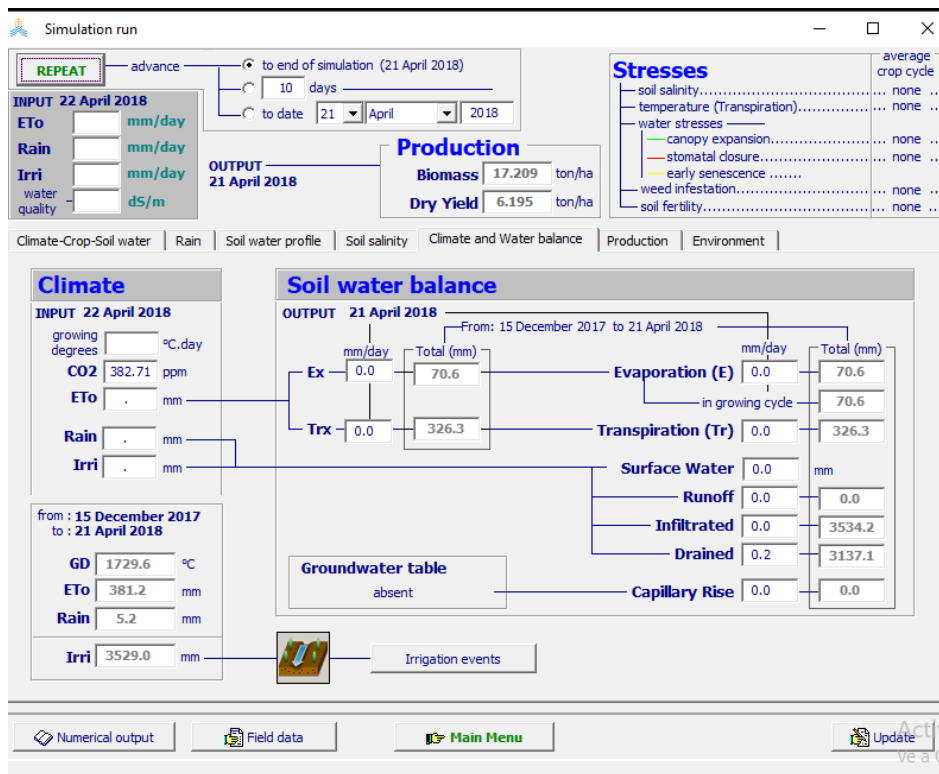 Simulation run
REPEAT
advance
to end of simulation (21 April 2018)
10 days
to date 21 April 2018
INPUT 22 April 2018
ETo mm/day
Rain mm/day
Irri mm/day
water quality dS/m
OUTPUT
21 April 2018
Production
Biomass 17.209 ton/ha
Dry Yield 6.195 ton/ha
Stresses
average
crop cycle
soil salinity........................................ none ..
temperature (Transpiration)................... none ..
water stresses
canopy expansion................. none ..
stomatal closure.................... none ..
early senescence .......
weed infestation................................ none ..
soil fertility....................................... none ..
Climate-Crop-Soil water Rain Soil water profile Soil salinity Climate and Water balance Production Environment
Climate
INPUT 22 April 2018
growing degrees ºC.day
CO2 382.71 ppm
ETo . mm
Rain . mm
Irri . mm
from : 15 December 2017
to : 21 April 2018
GD 1729.6 ºC
ETo 381.2 mm
Rain 5.2 mm
Irri 3529.0 mm
Soil water balance
OUTPUT 21 April 2018
From: 15 December 2017 to 21 April 2018
mm/day Total (mm) mm/day Total (mm)
Ex 0.0 70.6 Evaporation (E) 0.0 70.6
in growing cycle 70.6
Trx 0.0 326.3 Transpiration (Tr) 0.0 326.3
Surface Water 0.0 mm
Runoff 0.0 0.0
Infiltrated 0.0 3534.2
Drained 0.2 3137.1
Groundwater table
absent
Capillary Rise 0.0 0.0
Irrigation events
Numerical output
Field data
Main Menu
Update